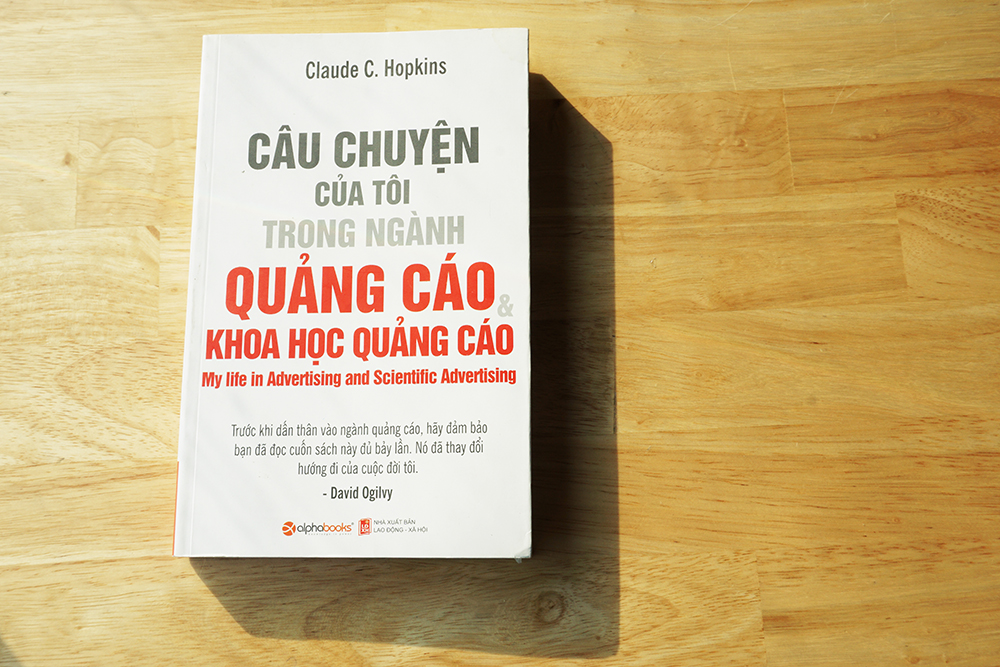 Claude C. Hopkins
CÂU CHUYỆN
CỦA TÔI
TRONG NGÀNH
QUẢNG CÁO
&
KHOA HỌC QUẢNG CÁO
My life in Advertising and Scientific Advertising
Trước khi dấn thân vào ngành quảng cáo, hãy đảm bảo
bạn đã đọc cuốn sách này đủ bảy lần. Nó đã thay đổi
hướng đi của cuộc đời tôi.
- David Ogilvy
alphabooks
NHÀ XUẤT BẢN
LAO ĐỘNG - XÃ HỘI